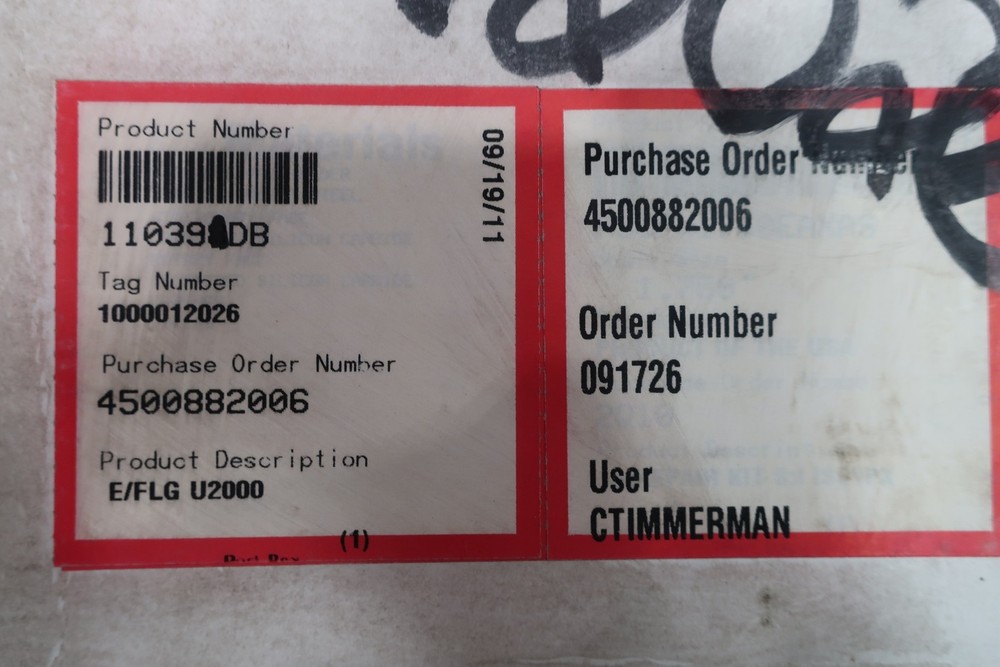 Product Number
09/19/11
Tag Number
1000012026
Purchase Order Number
4500882006
Product Description
E/FLG U2000
(1)
Purchase Order Number
4500882006
Order Number
091726
User
CTIMMERMAN